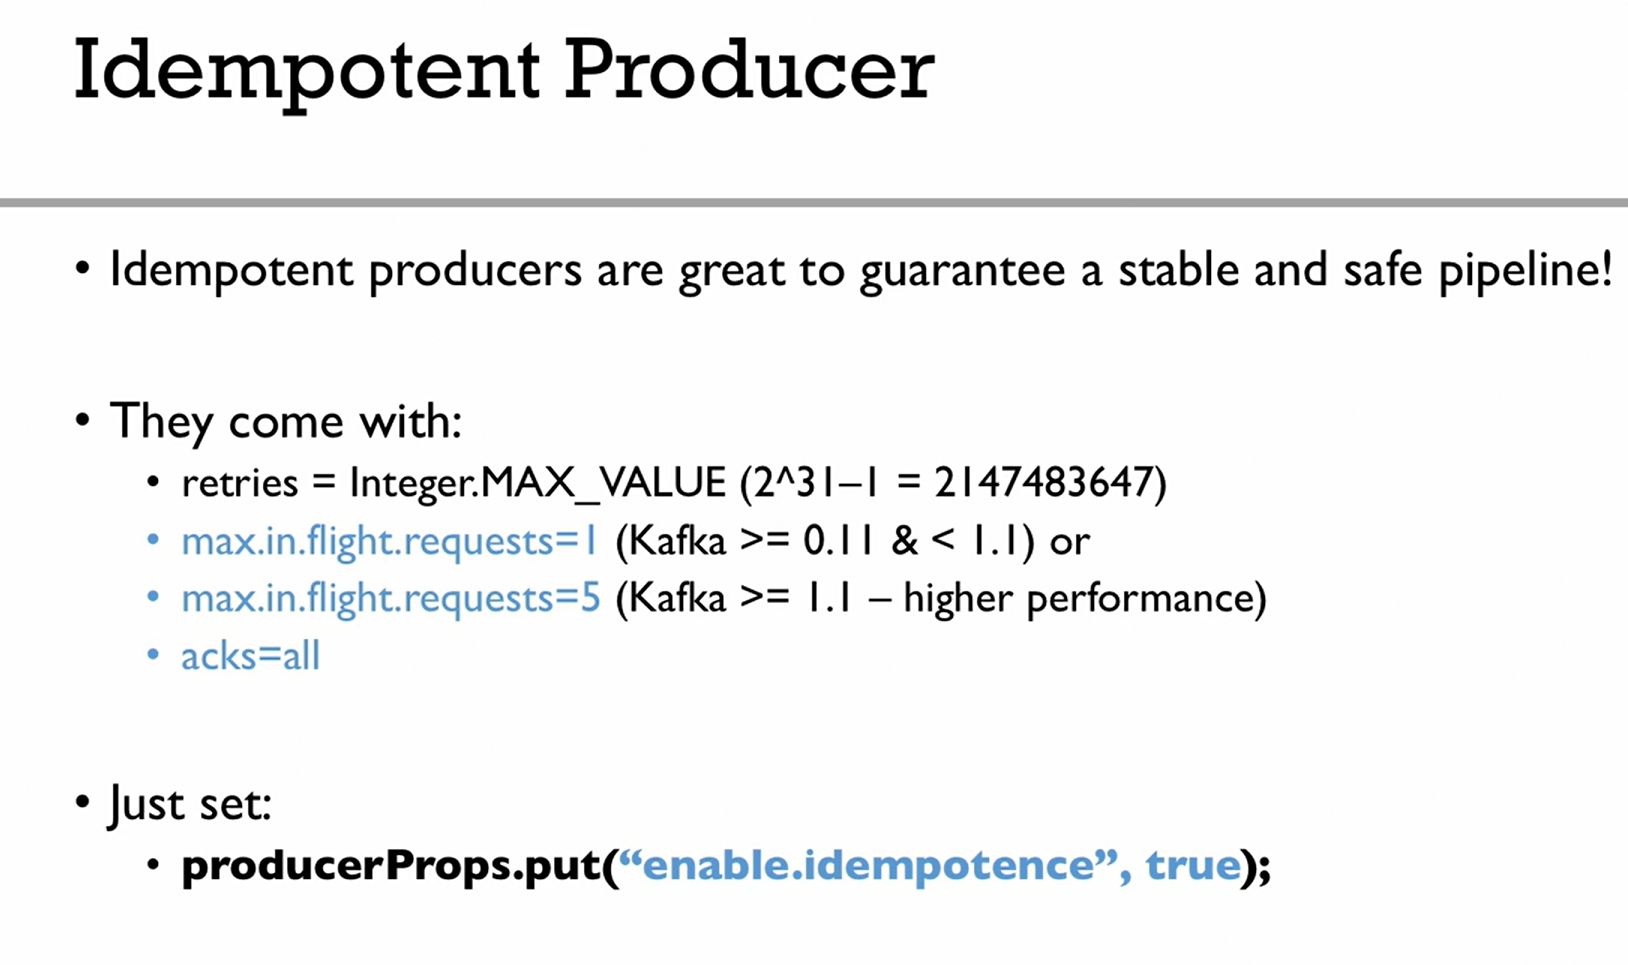 Idempotent Producer
• Idempotent producers are great to guarantee a stable and safe pipeline!
• They come with:
• retries = Integer.MAX_VALUE (2^31–1 = 2147483647)
• max.in.flight.requests=1 (Kafka >= 0.11 & < 1.1) or
• max.in.flight.requests=5 (Kafka >= 1.1 – higher performance)
• acks=all
• Just set:
• producerProps.put(“enable.idempotence”, true);